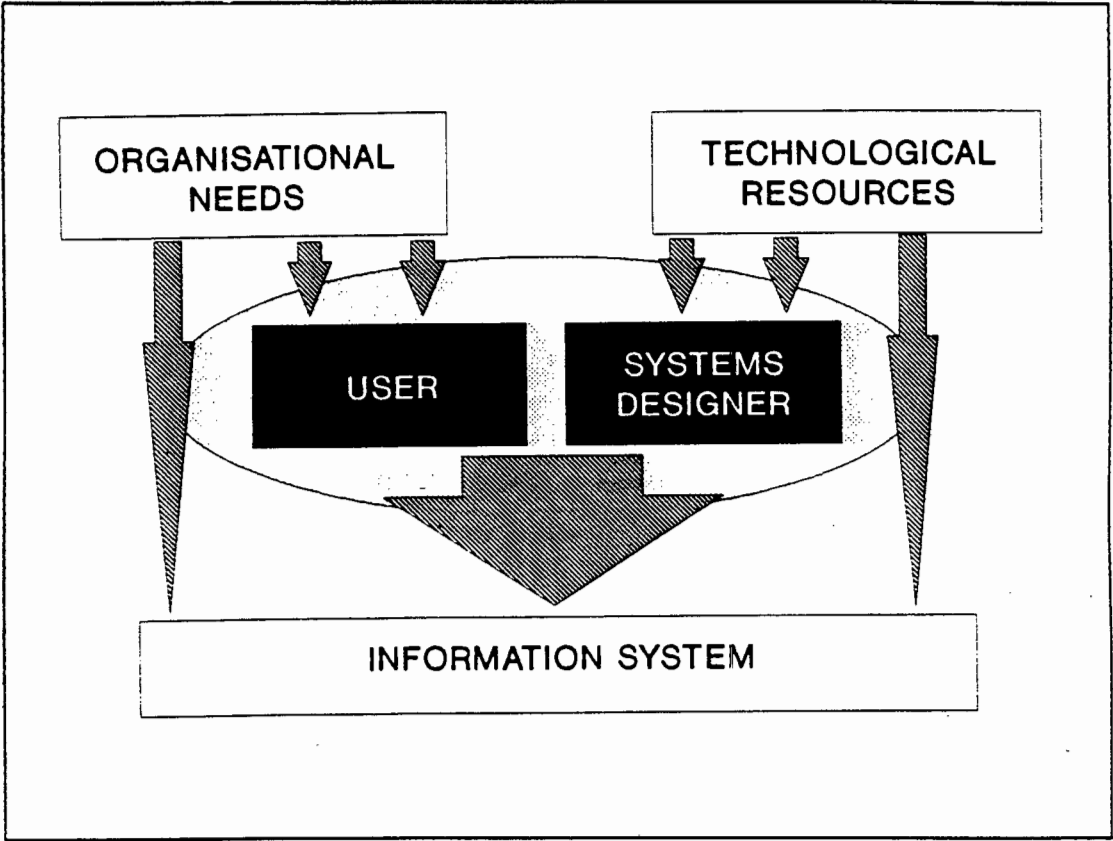 ORGANISATIONAL
NEEDS
TECHNOLOGICAL
RESOURCES
USER
SYSTEMS
DESIGNER
INFORMATION SYSTEM